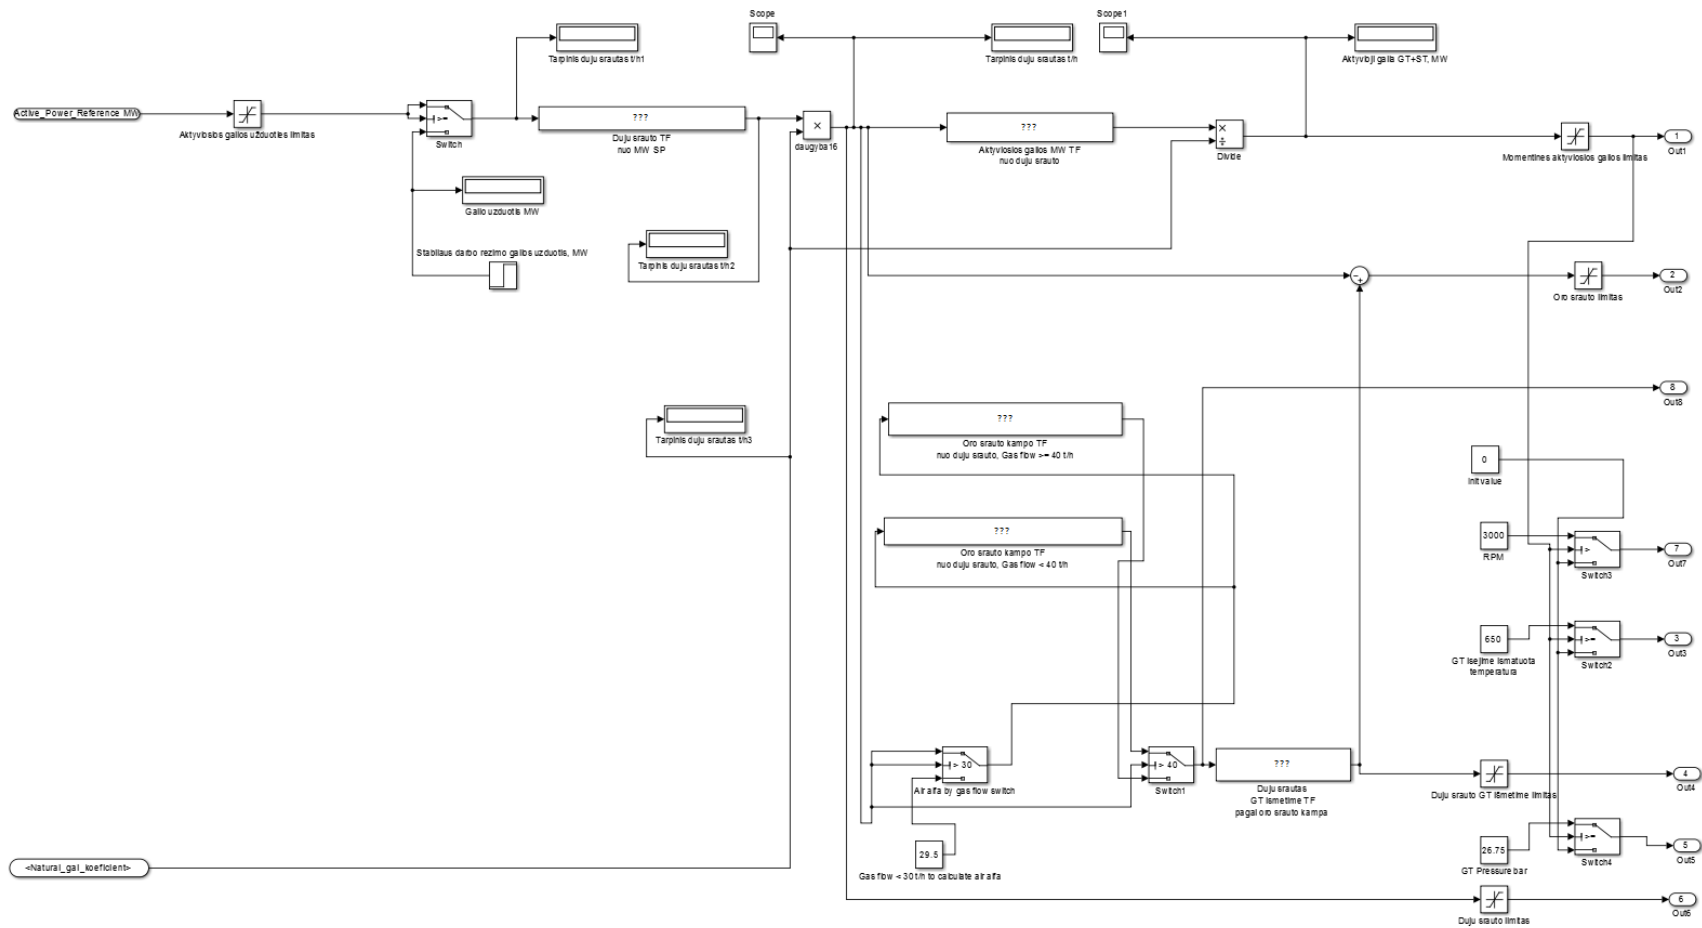 Scope
Scope1
Tarpinis duju srautas t/h1
Tarpinis duju srautas t/h
Aktyvioji galia GT+ST, MW
Active_Power_Reference MW
Aktyviosios galios užduoties limitas
>=
Switch
???
Duju srauto TF
nuo MW SP
×
daugyba16
???
Aktyviosios galios MW TF
nuo duju srauto
×
÷
Divide
Momentines aktyviosios galios limitas
1
Out1
Galio uzduotis MW
Stabilaus darbo rezimo galios uzduotis, MW
Tarpinis duju srautas t/h2
-
+
Oro srauto limitas
2
Out2
8
Out8
Tarpinis duju srautas t/h3
???
Oro srauto kampo TF
nuo duju srauto, Gas flow >= 40 t/h
0
Init value
???
Oro srauto kampo TF
nuo duju srauto, Gas flow < 40 t/h
3000
RPM
>
Switch3
7
Out7
650
GT isejime ismatuota
temperatura
>=
Switch2
3
Out3
> 30
Air alfa by gas flow switch
> 40
Switch1
???
Duju srautas
GT ismetime TF
pagal oro srauto kampa
Duju srauto GT išmetime limitas
4
Out4
29.5
Gas flow < 30 t/h to calculate air alfa
26.75
GT Pressure bar
>=
Switch4
5
Out5
<Natural_gai_koeficient>
Duju srauto limitas
6
Out6